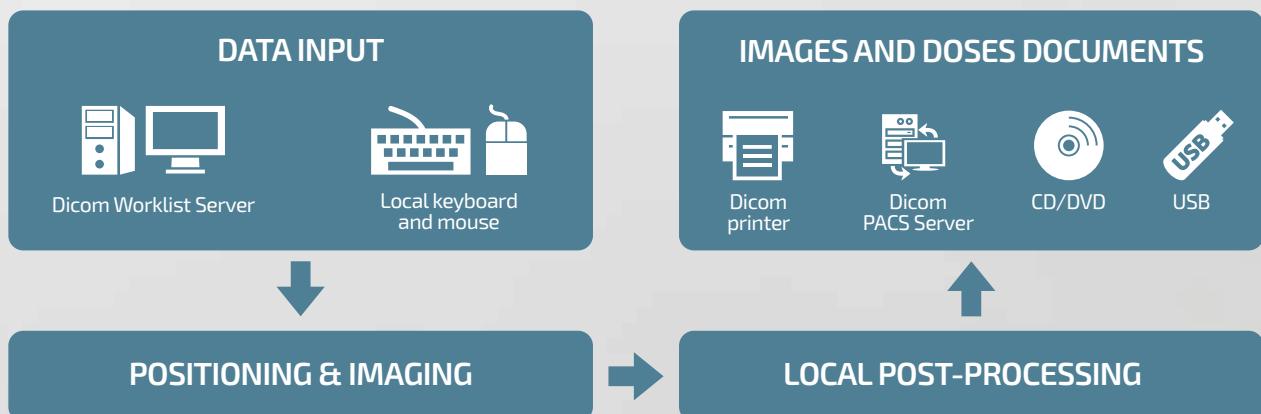 DATA INPUT
Dicom Worklist Server
Local keyboard
and mouse
IMAGES AND DOSES DOCUMENTS
Dicom
printer
Dicom
PACS Server
CD/DVD
USB
USB
POSITIONING & IMAGING
LOCAL POST-PROCESSING